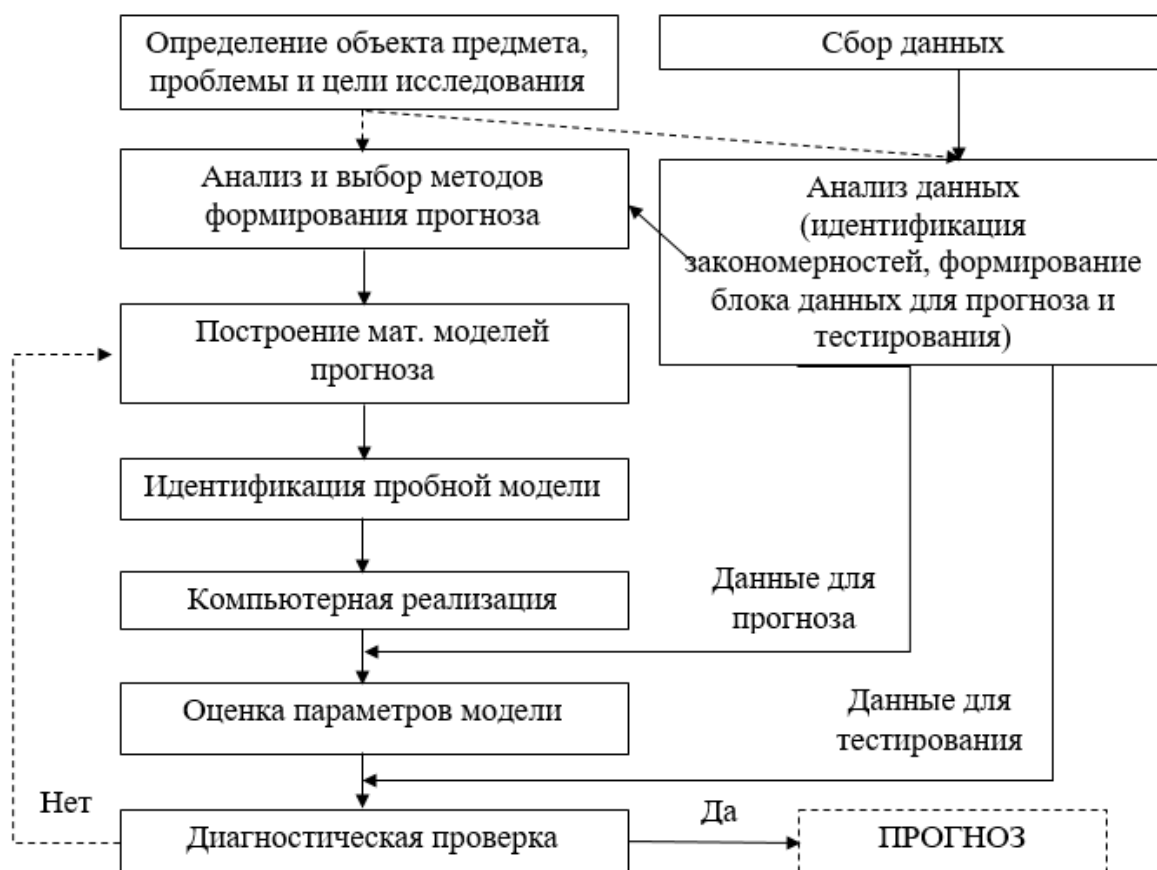 Определение объекта предмета,
проблемы и цели исследования
Сбор данных
Анализ и выбор методов
формирования прогноза
Анализ данных
(идентификация
закономерностей, формирование
блока данных для прогноза и
тестирования)
Построение мат. моделей
прогноза
Идентификация пробной модели
Компьютерная реализация
Данные для
прогноза
Оценка параметров модели
Данные для
тестирования
Нет
Диагностическая проверка
Да
ПРОГНОЗ